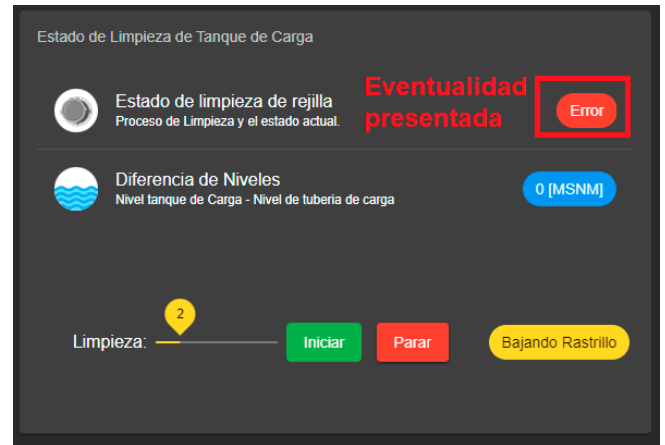 Estado de Limpieza de Tanque de Carga
Estado de limpieza de rejilla
Proceso de Limpieza y el estado actual.
Eventualidad
presentada
Error
Diferencia de Niveles
Nivel tanque de Carga - Nivel de tuberia de carga
0 [MSNM]
2
Limpieza:
Iniciar
Parar
Bajando Rastrillo